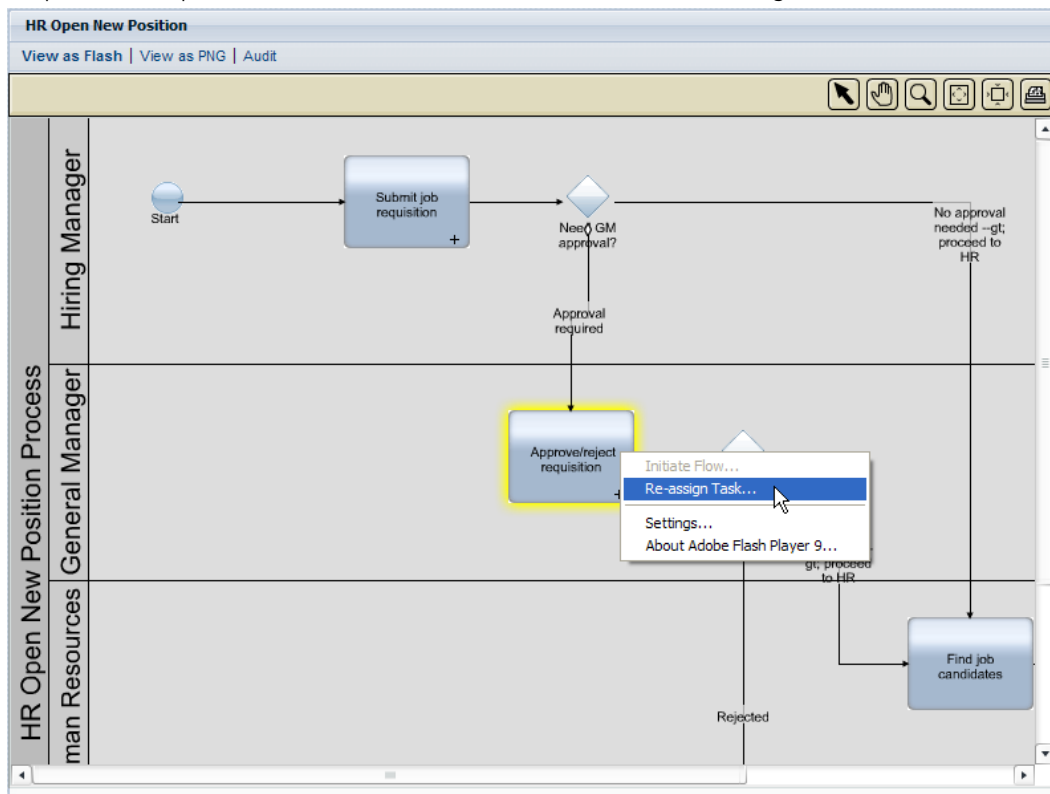 HR Open New Position
View as Flash | View as PNG | Audit
HR Open New Position Process
Hiring Manager
Start
Submit job
requisition
+
Need GM
approval?
No approval
needed --gt;
proceed to
HR
Approval
required
General Manager
Approve/reject
requisition
+
Initiate Flow...
Re-assign Task...
Settings...
About Adobe Flash Player 9...
gt; proceed
to HR
man Resources
Find job
candidates
Rejected